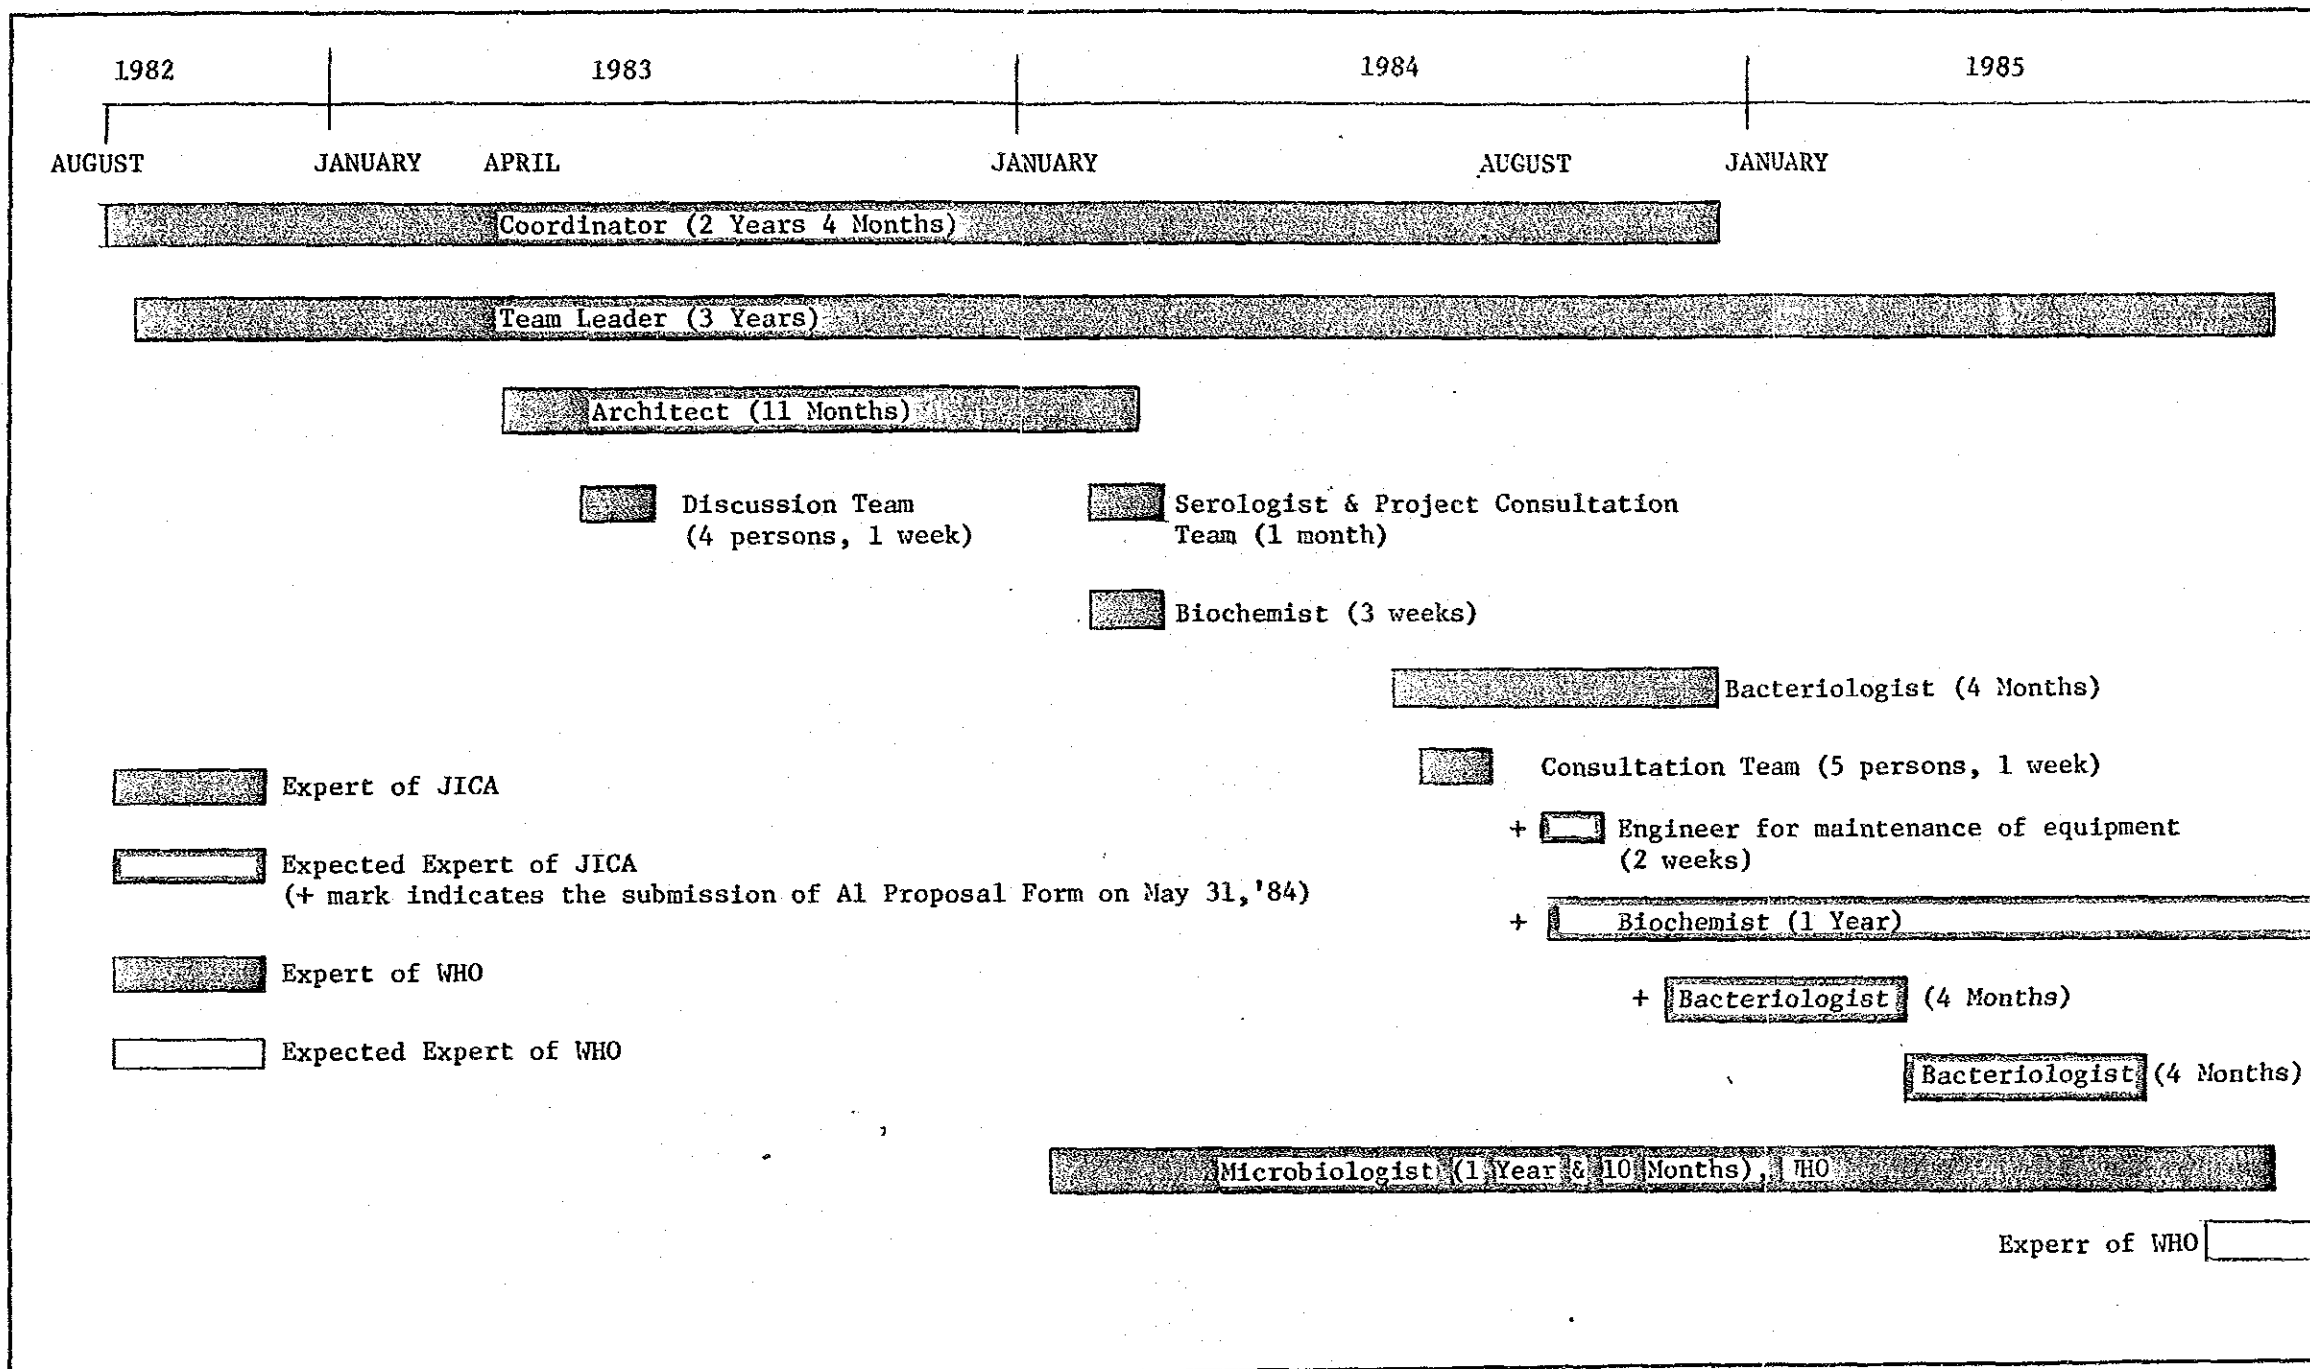 1982 1983 1984 1985
AUGUST JANUARY APRIL JANUARY AUGUST JANUARY
Coordinator (2 Years 4 Months)
Team Leader (3 Years)
Architect (11 Months)
Discussion Team
(4 persons, 1 week)
Serologist & Project Consultation
Team (1 month)
Biochemist (3 weeks)
Bacteriologist (4 Months)
Consultation Team (5 persons, 1 week)
+ Engineer for maintenance of equipment
(2 weeks)
+ Biochemist (1 Year)
+ Bacteriologist (4 Months)
Bacteriologist (4 Months)
Microbiologist (1 Year & 10 Months), WHO
Experr of WHO
Expert of JICA
Expected Expert of JICA
(+ mark indicates the submission of A1 Proposal Form on May 31,'84)
Expert of WHO
Expected Expert of WHO